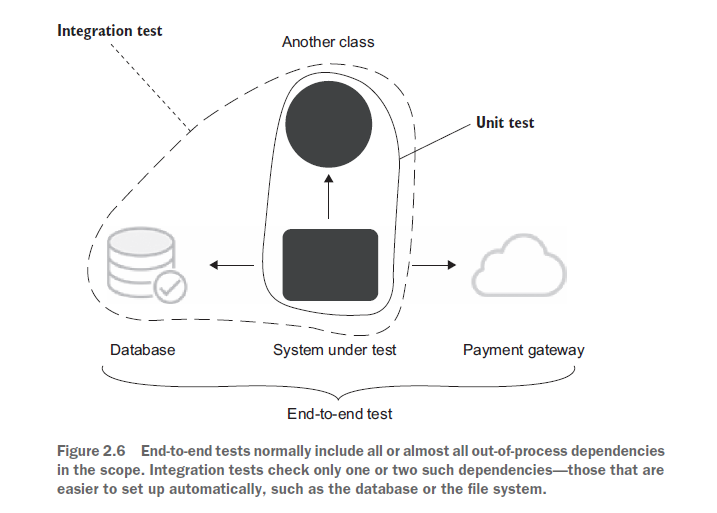 Integration test
Another class
Unit test
Database
System under test
Payment gateway
End-to-end test
Figure 2.6 End-to-end tests normally include all or almost all out-of-process dependencies
in the scope. Integration tests check only one or two such dependencies—those that are
easier to set up automatically, such as the database or the file system.